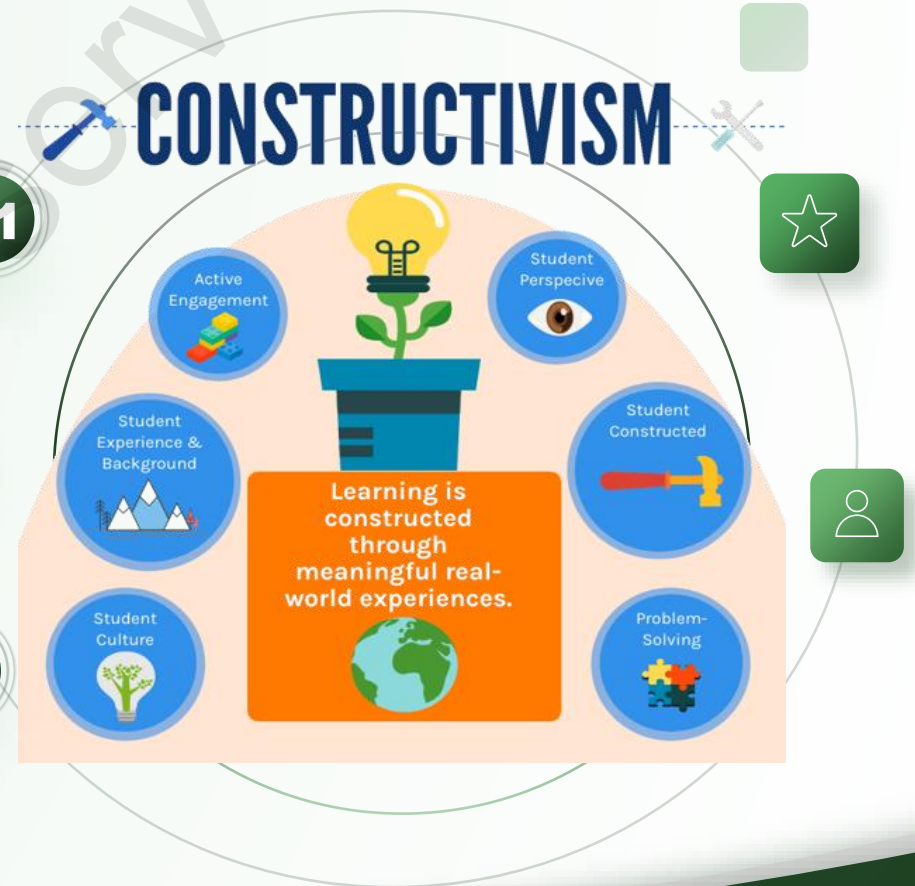 CONSTRUCTIVISM
1
Active
Engagement
Student
Perspecive
Student
Experience &
Background
Student
Constructed
Learning is
constructed
through
meaningful real-
world experiences.
Student
Culture
Problem-
Solving